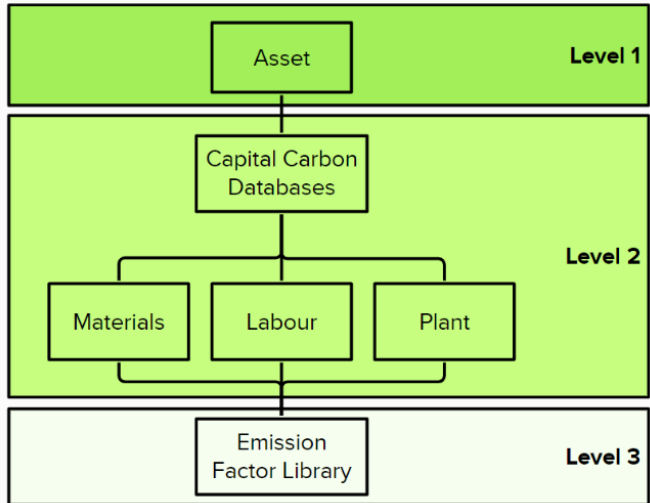 Asset
Level 1
Capital Carbon
Databases
Level 2
Materials
Labour
Plant
Emission
Factor Library
Level 3